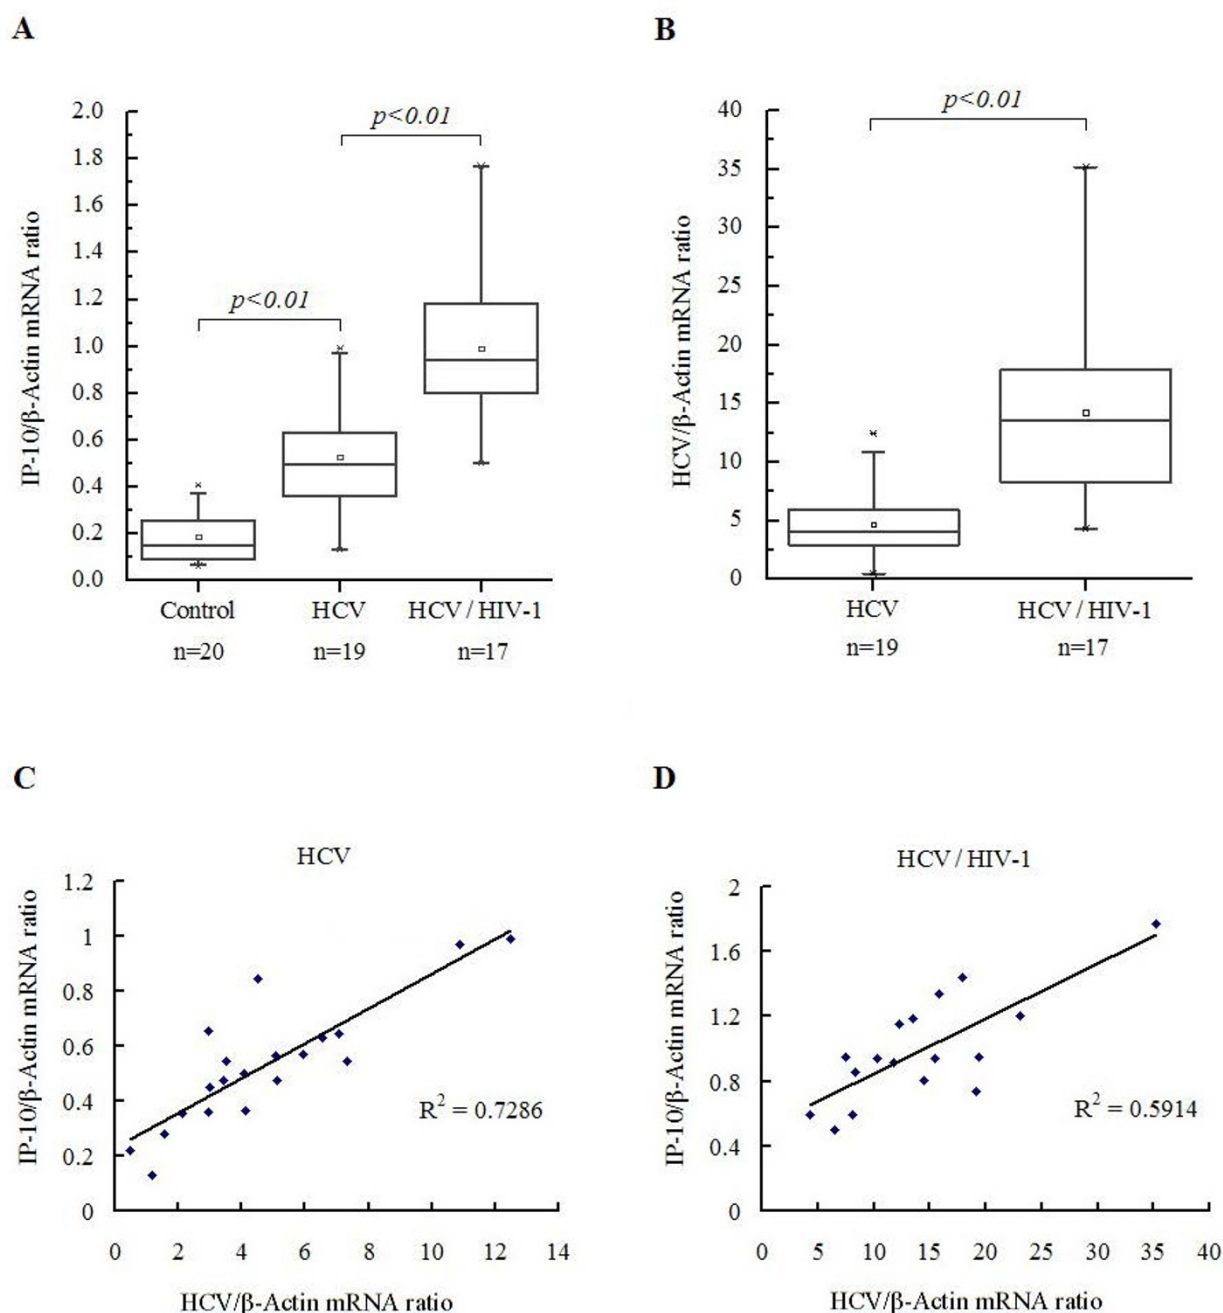 A
IP-10/β-Actin mRNA ratio
2.0
1.8
1.6
1.4
1.2
1.0
0.8
0.6
0.4
0.2
0.0
p<0.01
p<0.01
Control
HCV
HCV / HIV-1
n=20
n=19
n=17
B
HCV/β-Actin mRNA ratio
40
35
30
25
20
15
10
5
0
p<0.01
HCV
HCV / HIV-1
n=19
n=17
C
HCV
IP-10/β-Actin mRNA ratio
1.2
1
0.8
0.6
0.4
0.2
0
R² = 0.7286
0 2 4 6 8 10 12 14
HCV/β-Actin mRNA ratio
D
HCV / HIV-1
IP-10/β-Actin mRNA ratio
2
1.6
1.2
0.8
0.4
0
R² = 0.5914
0 5 10 15 20 25 30 35 40
HCV/β-Actin mRNA ratio